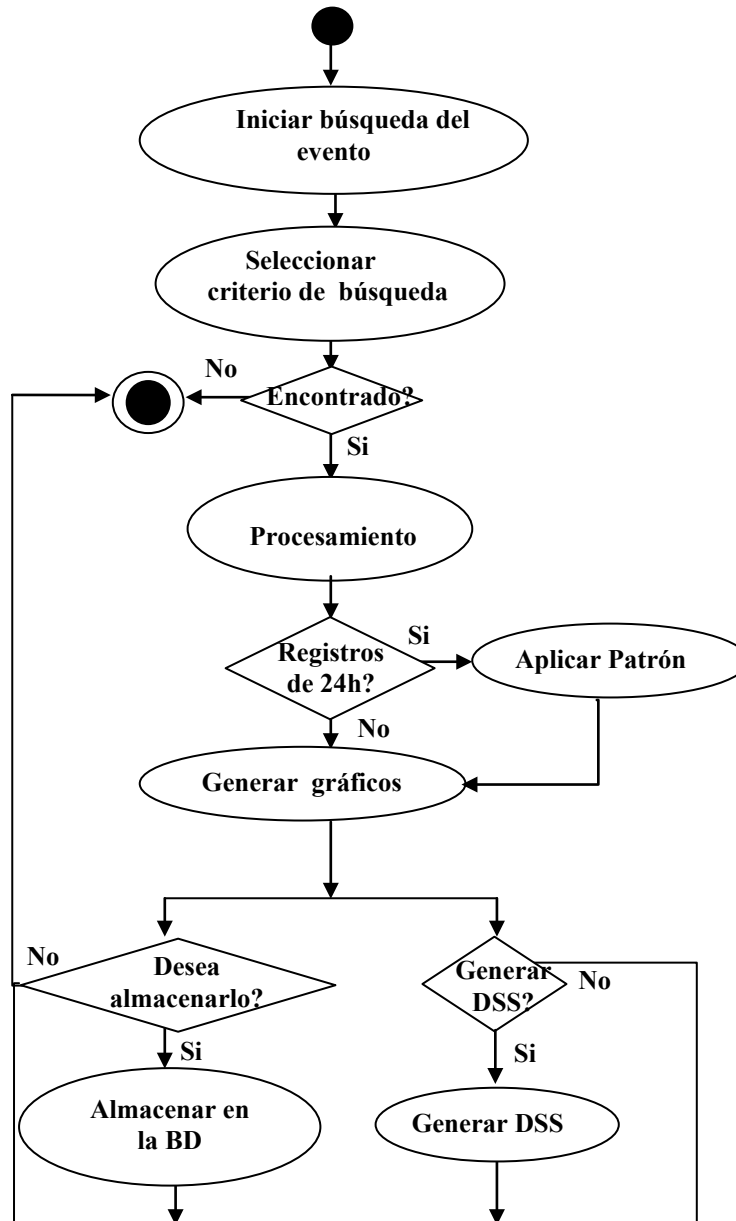 Iniciar búsqueda del
evento
Seleccionar
criterio de búsqueda
No
Encontrado?
Si
Procesamiento
Registros
de 24h?
Si
Aplicar Patrón
No
Generar gráficos
No
Desea
almacenarlo?
Generar
DSS?
No
Si
Si
Almacenar en
la BD
Generar DSS